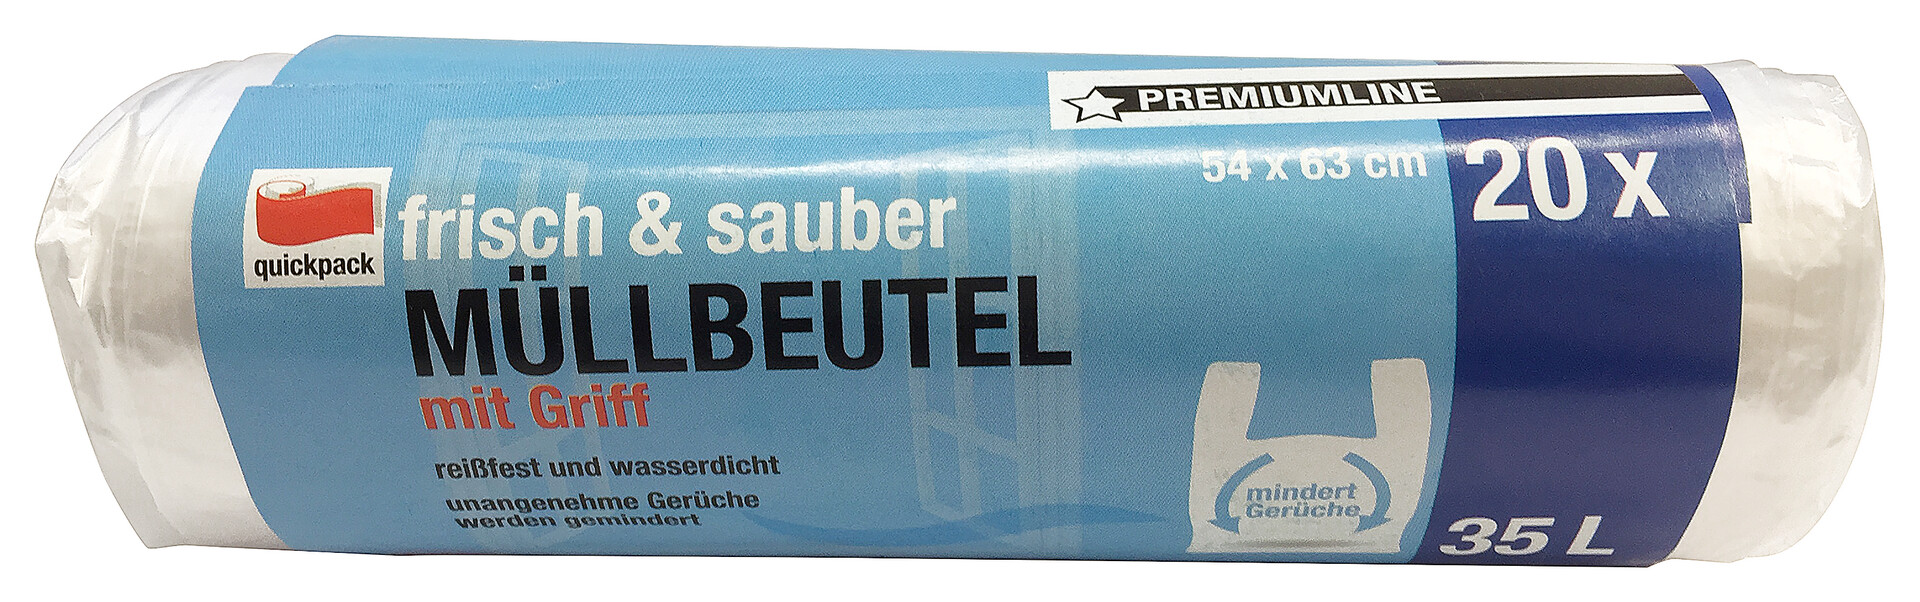 PREMIUMLINE
54 x 63 cm
20 x
quickpack
frisch & sauber
MÜLLBEUTEL
mit Griff
reißfest und wasserdicht
unangenehme Gerüche
werden gemindert
mindert
Gerüche
35 L